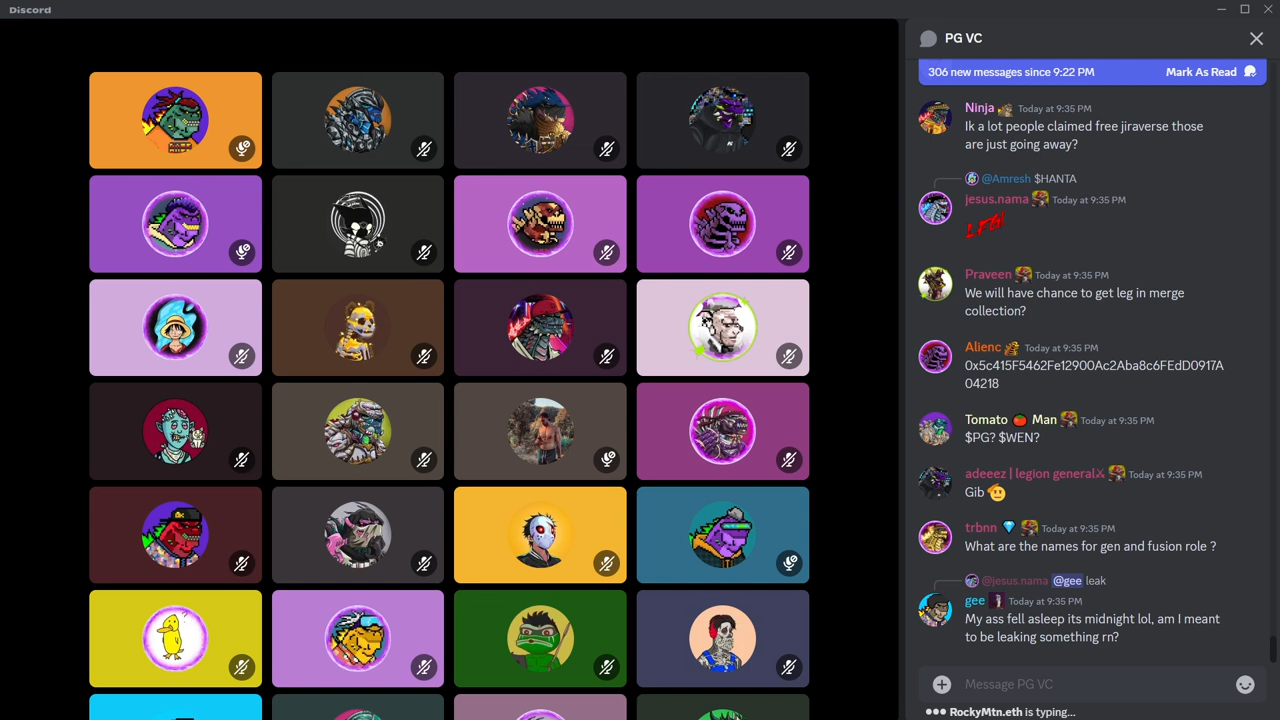 Discord
PG VC
306 new messages since 9:22 PM Mark As Read
Ninja Today at 9:35 PM
Ik a lot people claimed free jiraverse those
are just going away?
@Amresh $HANTA
jesus.nama Today at 9:35 PM
LFG!
Praveen Today at 9:35 PM
We will have chance to get leg in merge
collection?
Alienc Today at 9:35 PM
0x5c415F5462Fe12900Ac2Aba8c6FEdD0917A
04218
Tomato 🍅 Man Today at 9:35 PM
$PG? $WEN?
adeeez | legion general⚔ Today at 9:35 PM
Gib 🫡
trbnn 💎 Today at 9:35 PM
What are the names for gen and fusion role ?
@jesus.nama @gee leak
gee Today at 9:35 PM
My ass fell asleep its midnight lol, am I meant
to be leaking something rn?
Message PG VC
RockyMtn.eth is typing...